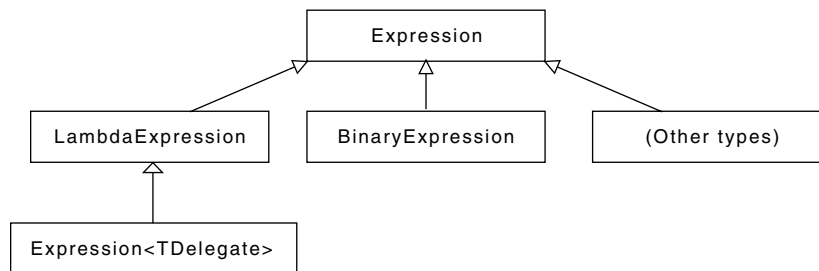 Expression
LambdaExpression
BinaryExpression
(Other types)
Expression<TDelegate>